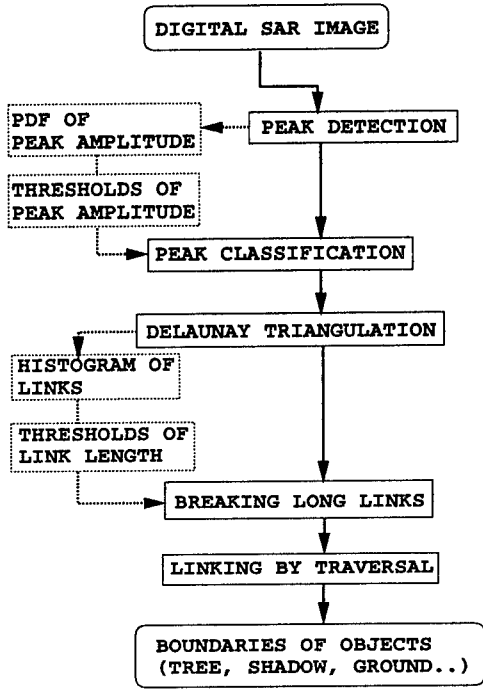 DIGITAL SAR IMAGE
PDF OF
PEAK AMPLITUDE
PEAK DETECTION
THRESHOLDS OF
PEAK AMPLITUDE
PEAK CLASSIFICATION
DELAUNAY TRIANGULATION
HISTOGRAM OF
LINKS
THRESHOLDS OF
LINK LENGTH
BREAKING LONG LINKS
LINKING BY TRAVERSAL
BOUNDARIES OF OBJECTS
(TREE, SHADOW, GROUND..)